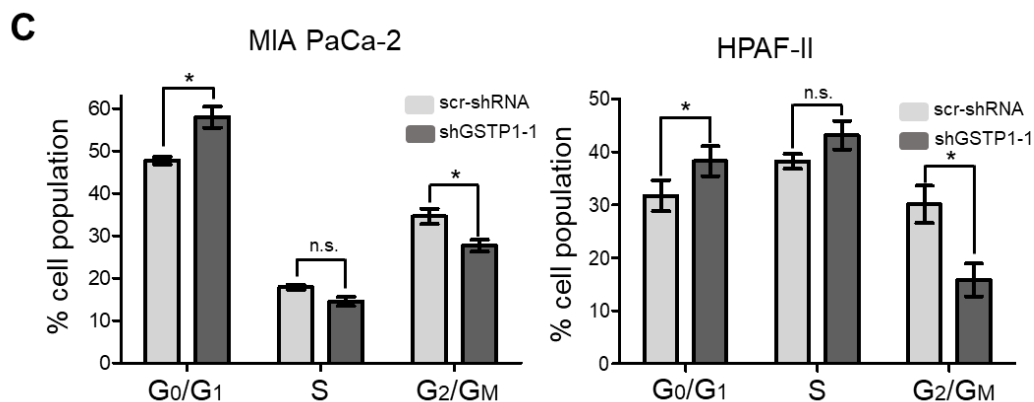 C
MIA PaCa-2
HPAF-II
% cell population
60
50
40
30
20
10
0
*
n.s.
*
scr-shRNA
shGSTP1-1
G0/G1
S
G2/GM
% cell population
50
40
30
20
10
0
*
n.s.
*
scr-shRNA
shGSTP1-1
G0/G1
S
G2/GM